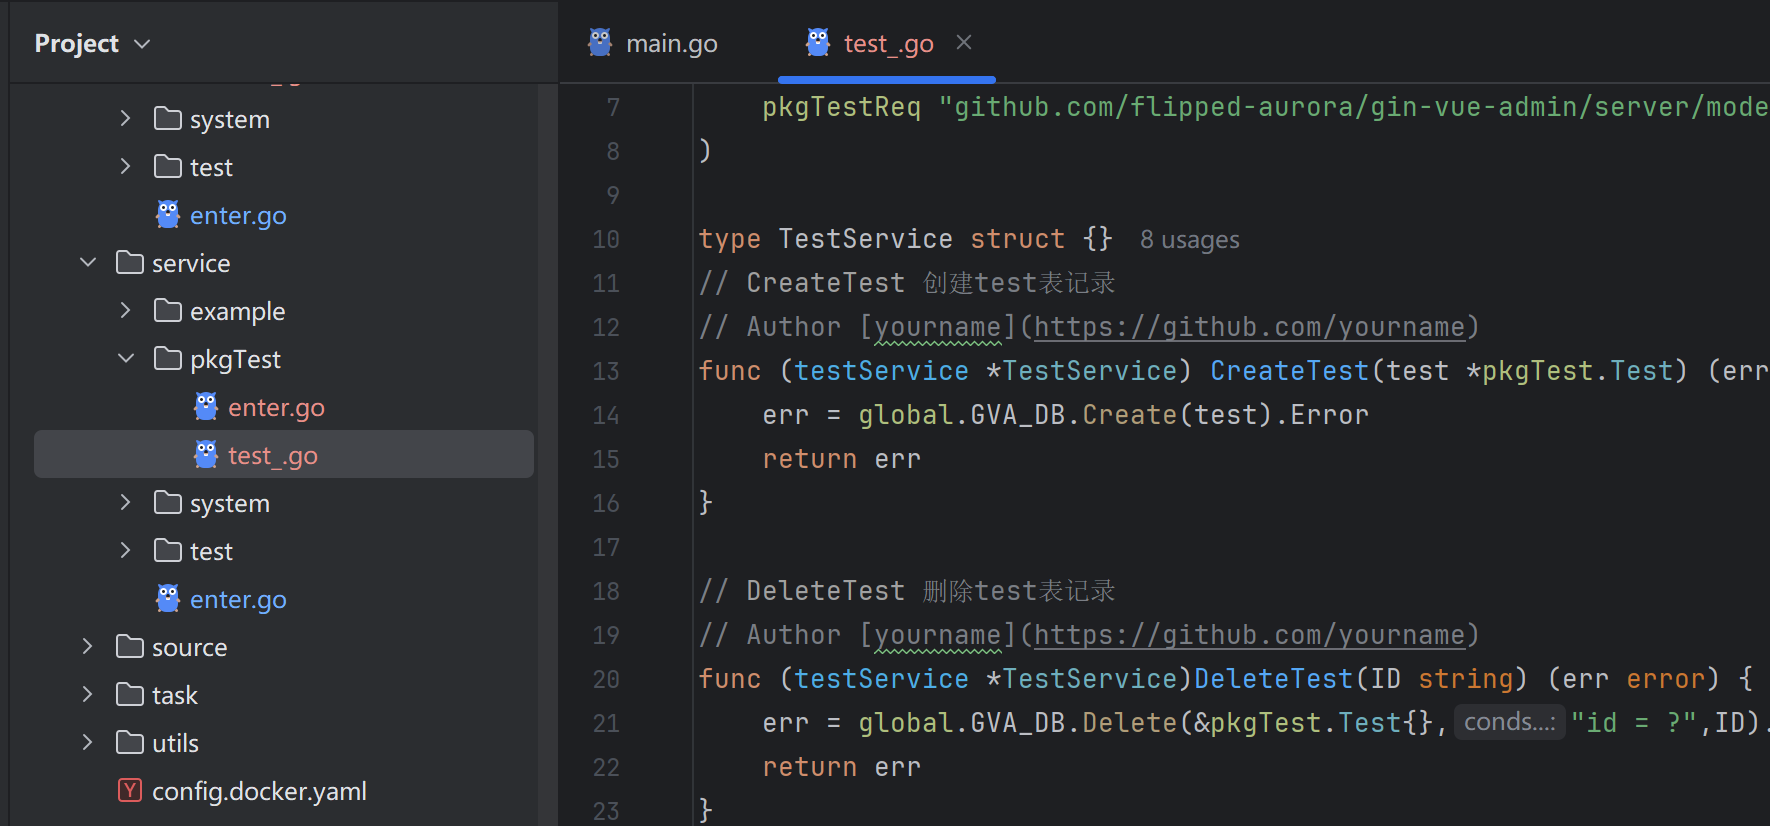 Project
system
test
enter.go
service
example
pkgTest
enter.go
test_.go
system
test
enter.go
source
task
utils
config.docker.yaml
main.go
test_.go
7 pkgTestReq "github.com/flipped-aurora/gin-vue-admin/server/mode
8 )
9
10 type TestService struct {} 8 usages
11 // CreateTest 创建test表记录
12 // Author [yourname](https://github.com/yourname)
13 func (testService *TestService) CreateTest(test *pkgTest.Test) (err
14 err = global.GVA_DB.Create(test).Error
15 return err
16 }
17
18 // DeleteTest 删除test表记录
19 // Author [yourname](https://github.com/yourname)
20 func (testService *TestService)DeleteTest(ID string) (err error) {
21 err = global.GVA_DB.Delete(&pkgTest.Test{}, conds...: "id = ?",ID).
22 return err
23 }